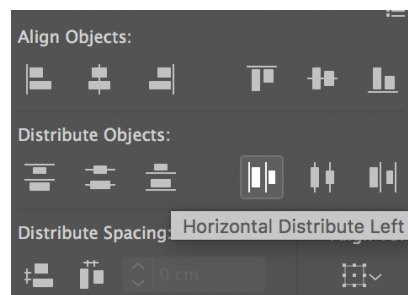 Align Objects:
Distribute Objects:
Horizontal Distribute Left
Distribute Spacing:
0 cm